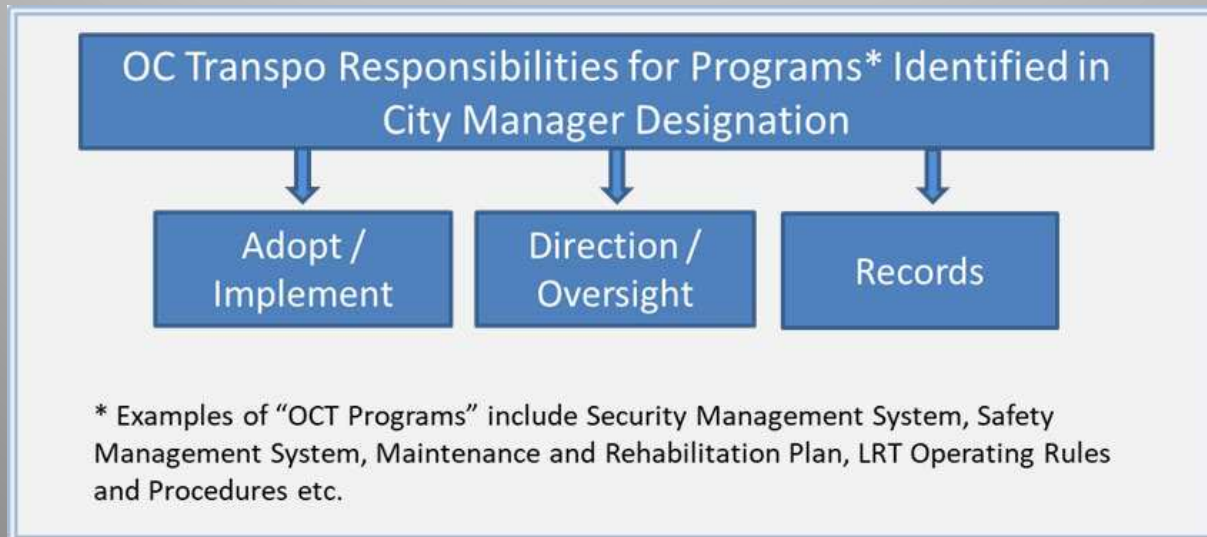 OC Transpo Responsibilities for Programs* Identified in
City Manager Designation
Adopt /
Implement
Direction /
Oversight
Records
* Examples of “OCT Programs” include Security Management System, Safety
Management System, Maintenance and Rehabilitation Plan, LRT Operating Rules
and Procedures etc.